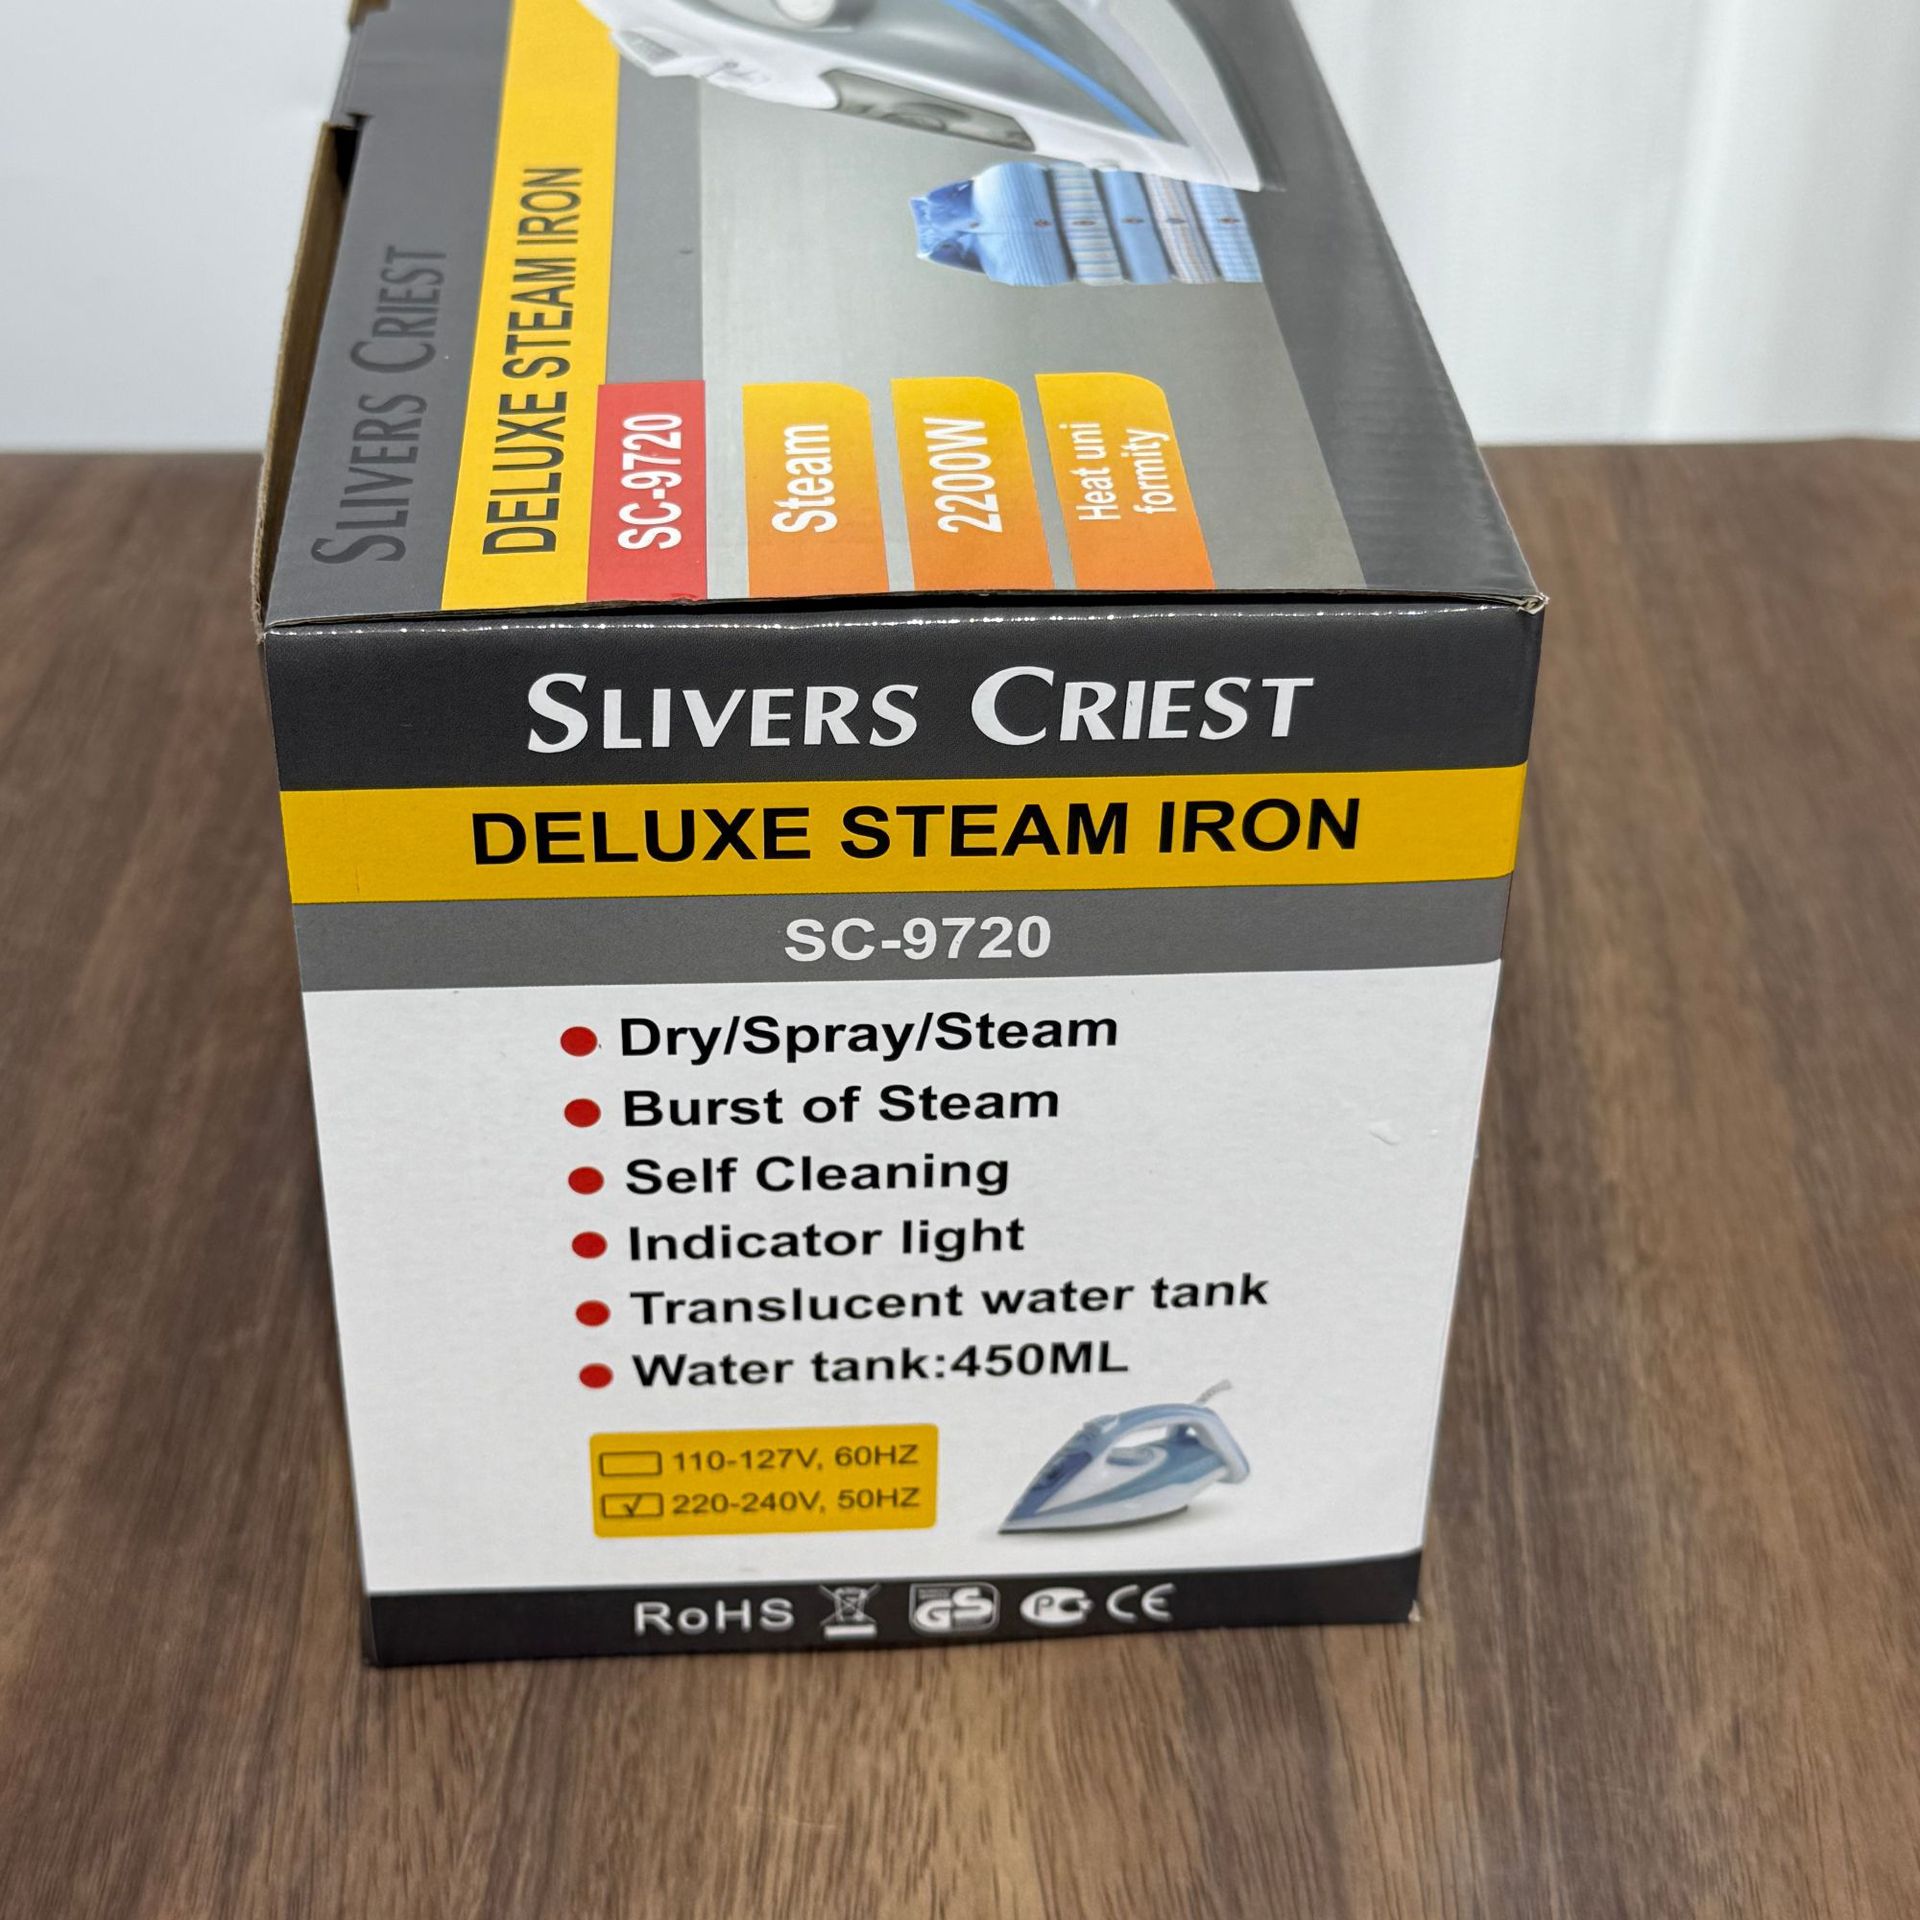 SLIVERS CRIEST
DELUXE STEAM IRON
SC-9720
Steam
2200W
Heat uni
formity
SLIVERS CRIEST
DELUXE STEAM IRON
SC-9720
Dry/Spray/Steam
Burst of Steam
Self Cleaning
Indicator light
Translucent water tank
Water tank:450ML
110-127V, 60HZ
220-240V, 50HZ
RoHS GS PC CE